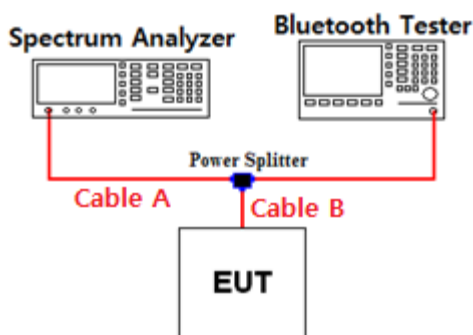 Spectrum Analyzer
Bluetooth Tester
Power Splitter
Cable A
Cable B
EUT